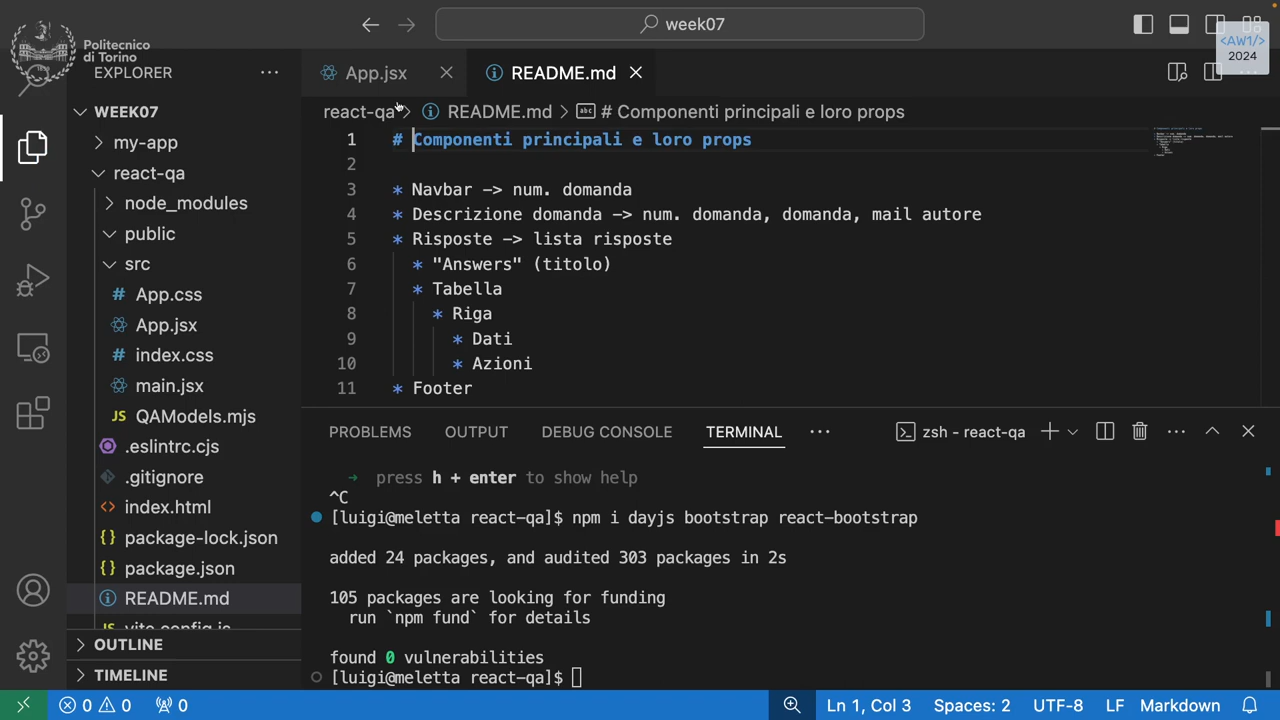 week07
Politecnico
di Torino
<AW1/>
2024
EXPLORER
App.jsx
README.md
react-qa > README.md > # Componenti principali e loro props
WEEK07
my-app
react-qa
node_modules
public
src
App.css
App.jsx
index.css
main.jsx
QAModels.mjs
.eslintrc.cjs
.gitignore
index.html
package-lock.json
package.json
README.md
vite.config.js
OUTLINE
TIMELINE
1 # Componenti principali e loro props
2
3 * Navbar -> num. domanda
4 * Descrizione domanda -> num. domanda, domanda, mail autore
5 * Risposte -> lista risposte
6 * "Answers" (titolo)
7 * Tabella
8 * Riga
9 * Dati
10 * Azioni
11 * Footer
PROBLEMS OUTPUT DEBUG CONSOLE TERMINAL
zsh - react-qa
→ press h + enter to show help
^C
[luigi@meletta react-qa]$ npm i dayjs bootstrap react-bootstrap
added 24 packages, and audited 303 packages in 2s
105 packages are looking for funding
run `npm fund` for details
found 0 vulnerabilities
[luigi@meletta react-qa]$
0 0 0
Ln 1, Col 3 Spaces: 2 UTF-8 LF Markdown